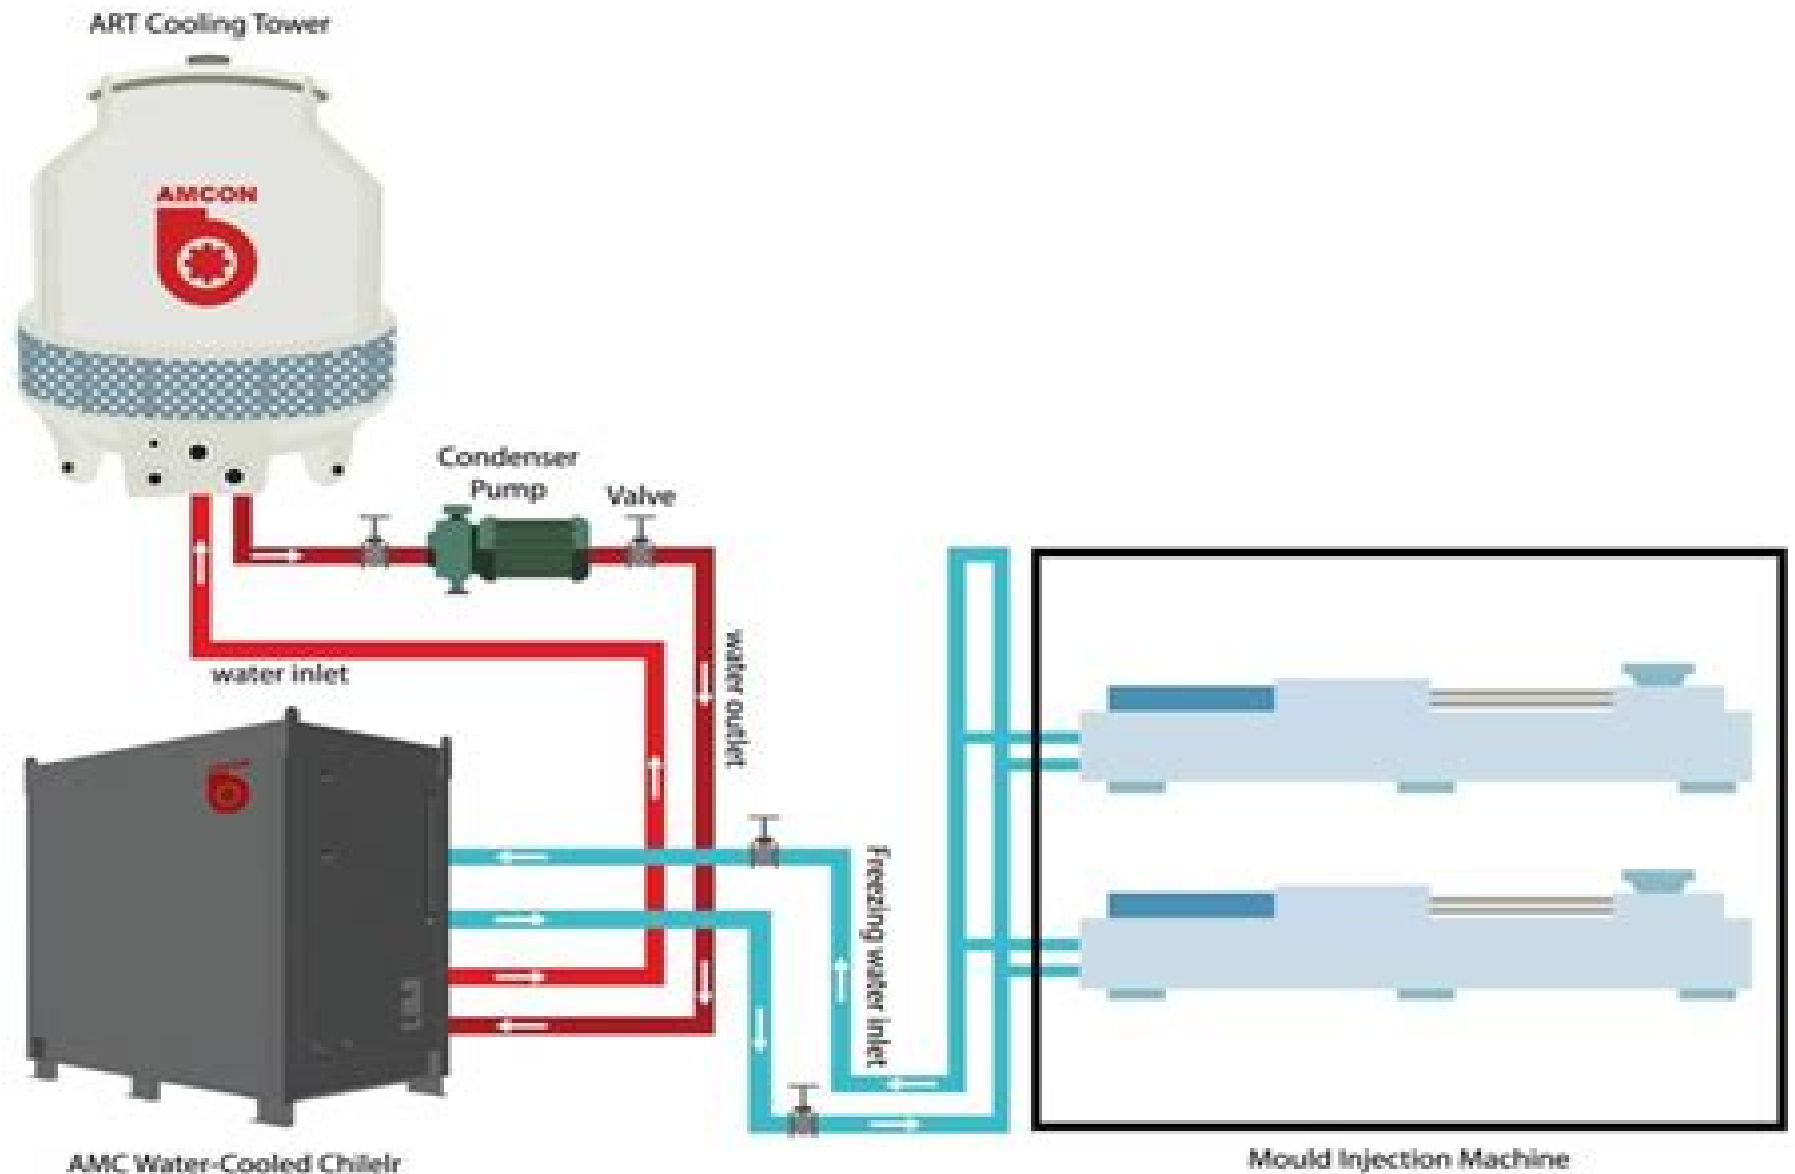 ART Cooling Tower
AMCON
Condenser
Pump
Valve
water inlet
water outlet
Freezing water inlet
AMC Water-Cooled Chilelr
Mould Injection Machine